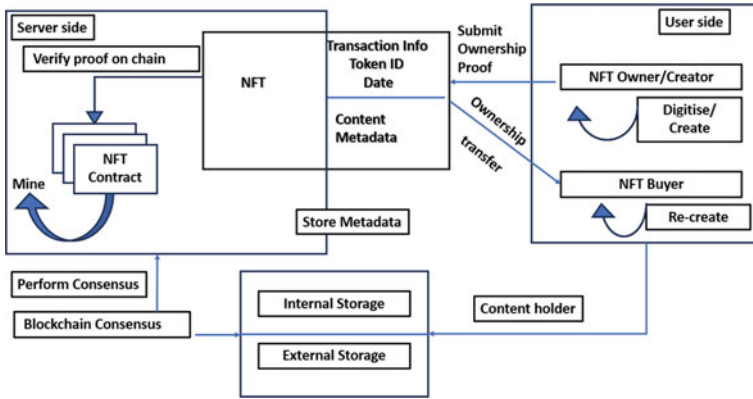 Server side
Verify proof on chain
NFT
Transaction Info
Token ID
Date
Content
Metadata
Submit
Ownership
Proof
User side
NFT Owner/Creator
Digitise/
Create
Ownership
transfer
NFT Buyer
Re-create
NFT
Contract
Mine
Store Metadata
Perform Consensus
Blockchain Consensus
Internal Storage
External Storage
Content holder